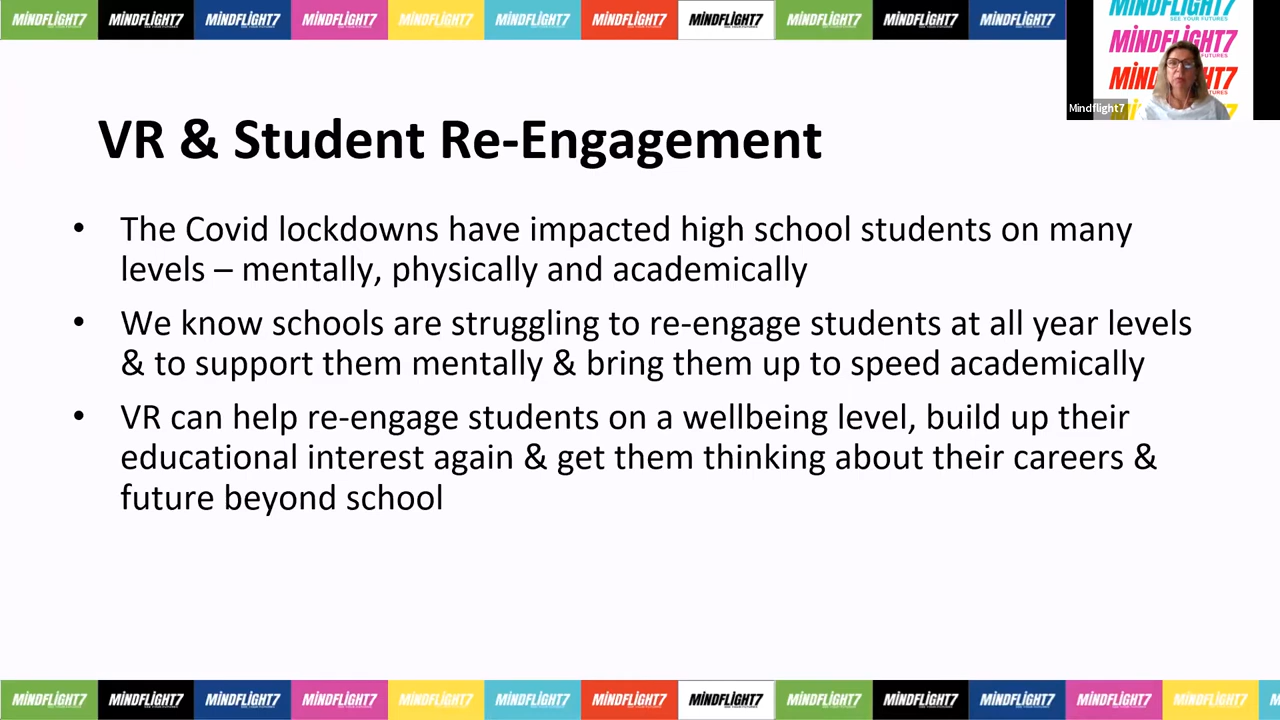 MINDFLIGHT7 MINDFLIGHT7 MINDFLIGHT7 MINDFLIGHT7 MINDFLIGHT7 MINDFLIGHT7 MINDFLIGHT7 MINDFLIGHT7 MINDFLIGHT7 MINDFLIGHT7 MINDFLIGHT7
MINDFLIGHT7
SEE YOUR FUTURES
MINDFLIGHT7
Mindflight7
VR & Student Re-Engagement
• The Covid lockdowns have impacted high school students on many
levels – mentally, physically and academically
• We know schools are struggling to re-engage students at all year levels
& to support them mentally & bring them up to speed academically
• VR can help re-engage students on a wellbeing level, build up their
educational interest again & get them thinking about their careers &
future beyond school
MINDFLIGHT7 MINDFLIGHT7 MINDFLIGHT7 MINDFLIGHT7 MINDFLIGHT7 MINDFLIGHT7 MINDFLIGHT7 MINDFLIGHT7 MINDFLIGHT7 MINDFLIGHT7 MINDFLIGHT7 MINDFLIGHT7 MINDFLIGHT7